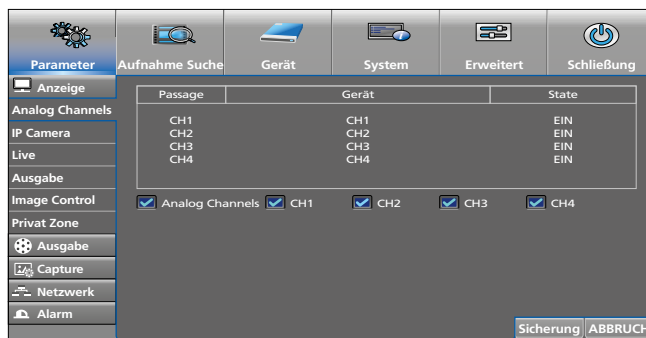 Parameter Aufnahme Suche Gerät System Erweitert Schließung
Anzeige
Analog Channels
IP Camera
Live
Ausgabe
Image Control
Privat Zone
Ausgabe
Capture
Netzwerk
Alarm
Passage Gerät State
CH1 CH1 EIN
CH2 CH2 EIN
CH3 CH3 EIN
CH4 CH4 EIN
Analog Channels CH1 CH2 CH3 CH4
Sicherung ABBRUCH